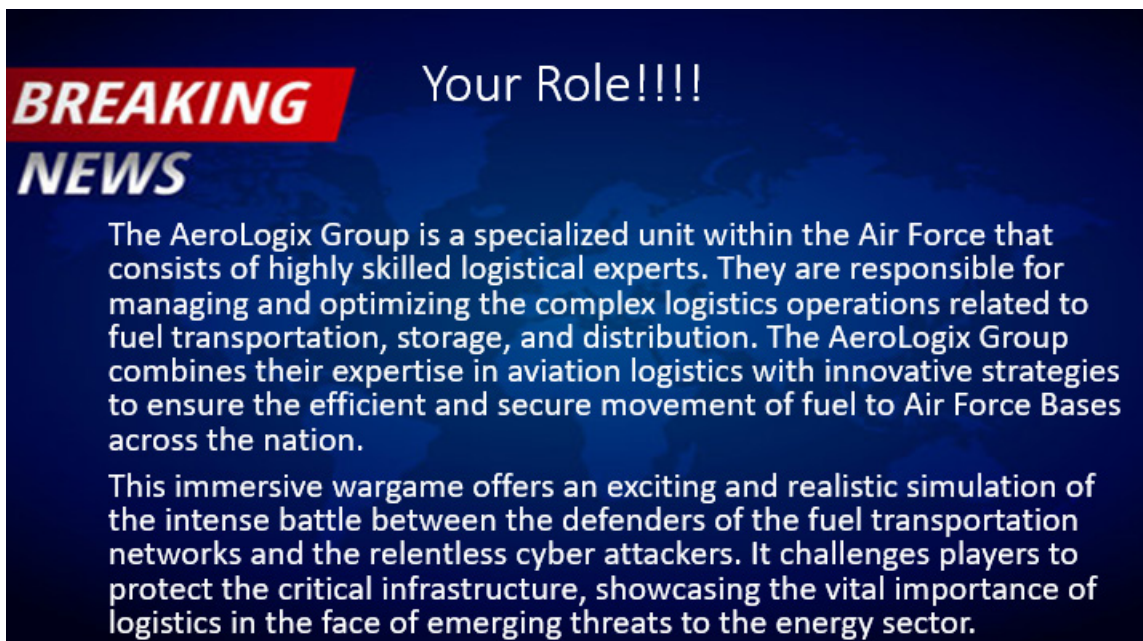 Your Role!!!!
BREAKING
NEWS
The AeroLogix Group is a specialized unit within the Air Force that
consists of highly skilled logistical experts. They are responsible for
managing and optimizing the complex logistics operations related to
fuel transportation, storage, and distribution. The AeroLogix Group
combines their expertise in aviation logistics with innovative strategies
to ensure the efficient and secure movement of fuel to Air Force Bases
across the nation.
This immersive wargame offers an exciting and realistic simulation of
the intense battle between the defenders of the fuel transportation
networks and the relentless cyber attackers. It challenges players to
protect the critical infrastructure, showcasing the vital importance of
logistics in the face of emerging threats to the energy sector.